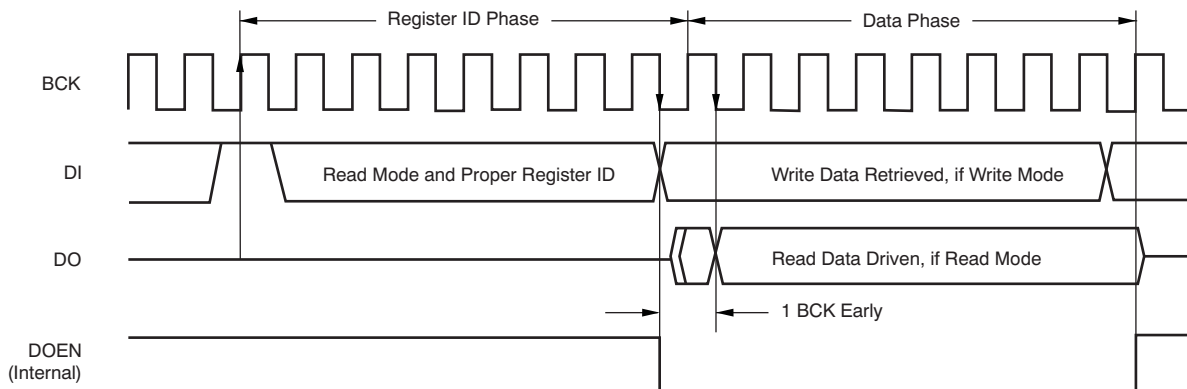 Register ID Phase
Data Phase
BCK
DI
Read Mode and Proper Register ID
Write Data Retrieved, if Write Mode
DO
Read Data Driven, if Read Mode
1 BCK Early
DOEN
(Internal)